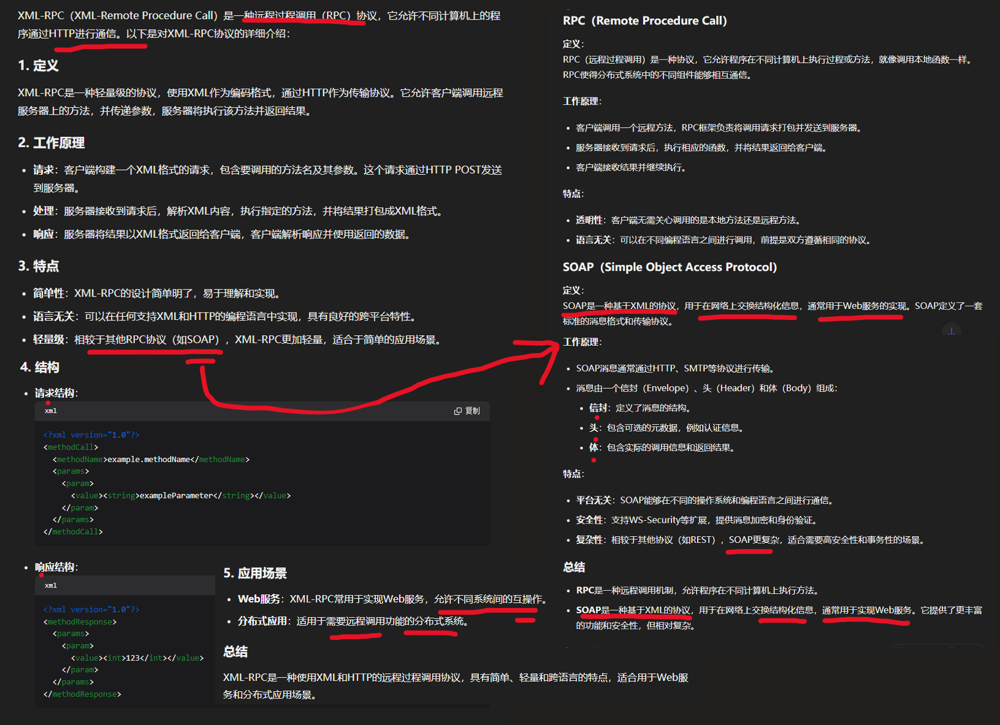 XML-RPC（XML-Remote Procedure Call）是一种远程过程调用（RPC）协议，它允许不同计算机上的程
序通过HTTP进行通信。以下是对XML-RPC协议的详细介绍：
1. 定义
XML-RPC是一种轻量级的协议，使用XML作为编码格式，通过HTTP作为传输协议。它允许客户端调用远程
服务器上的方法，并传递参数，服务器将执行该方法并返回结果。
2. 工作原理
• 请求：客户端构建一个XML格式的请求，包含要调用的方法名及其参数。这个请求通过HTTP POST发送
到服务器。
• 处理：服务器接收到请求后，解析XML内容，执行指定的方法，并将结果打包成XML格式。
• 响应：服务器将结果以XML格式返回给客户端，客户端解析响应并使用返回的数据。
3. 特点
• 简单性：XML-RPC的设计简单明了，易于理解和实现。
• 语言无关：可以在任何支持XML和HTTP的编程语言中实现，具有良好的跨平台特性。
• 轻量级：相较于其他RPC协议（如SOAP），XML-RPC更加轻量，适合于简单的应用场景。
4. 结构
• 请求结构：
xml 复制
<?xml version="1.0"?>
<methodCall>
<methodName>example.methodName</methodName>
<params>
<param>
<value><string>exampleParameter</string></value>
</param>
</params>
</methodCall>
• 响应结构：
xml
<?xml version="1.0"?>
<methodResponse>
<params>
<param>
<value><int>123</int></value>
</param>
</params>
</methodResponse>
5. 应用场景
• Web服务：XML-RPC常用于实现Web服务，允许不同系统间的互操作。
• 分布式应用：适用于需要远程调用功能的分布式系统。
总结
XML-RPC是一种使用XML和HTTP的远程过程调用协议，具有简单、轻量和跨语言的特点，适合用于Web服
务和分布式应用场景。
RPC（Remote Procedure Call）
定义：
RPC（远程过程调用）是一种协议，它允许程序在不同计算机上执行过程或方法，就像调用本地函数一样。
RPC使得分布式系统中的不同组件能够相互通信。
工作原理：
• 客户端调用一个远程方法，RPC框架负责将调用请求打包并发送到服务器。
• 服务器接收到请求后，执行相应的函数，并将结果返回给客户端。
• 客户端接收结果并继续执行。
特点：
• 透明性：客户端无需关心调用的是本地方法还是远程方法。
• 语言无关：可以在不同编程语言之间进行调用，前提是双方遵循相同的协议。
SOAP（Simple Object Access Protocol）
定义：
SOAP是一种基于XML的协议，用于在网络上交换结构化信息，通常用于Web服务的实现。SOAP定义了一套
标准的消息格式和传输协议。
工作原理：
• SOAP消息通常通过HTTP、SMTP等协议进行传输。
• 消息由一个信封（Envelope）、头（Header）和体（Body）组成：
• 信封：定义了消息的结构。
• 头：包含可选的元数据，例如认证信息。
• 体：包含实际的调用信息和返回结果。
特点：
• 平台无关：SOAP能够在不同的操作系统和编程语言之间进行通信。
• 安全性：支持WS-Security等扩展，提供消息加密和身份验证。
• 复杂性：相较于其他协议（如REST），SOAP更复杂，适合需要高安全性和事务性的场景。
总结
• RPC是一种远程调用机制，允许程序在不同计算机上执行方法。
• SOAP是一种基于XML的协议，用于在网络上交换结构化信息，通常用于实现Web服务。它提供了更丰富
的功能和安全性，但相对复杂。